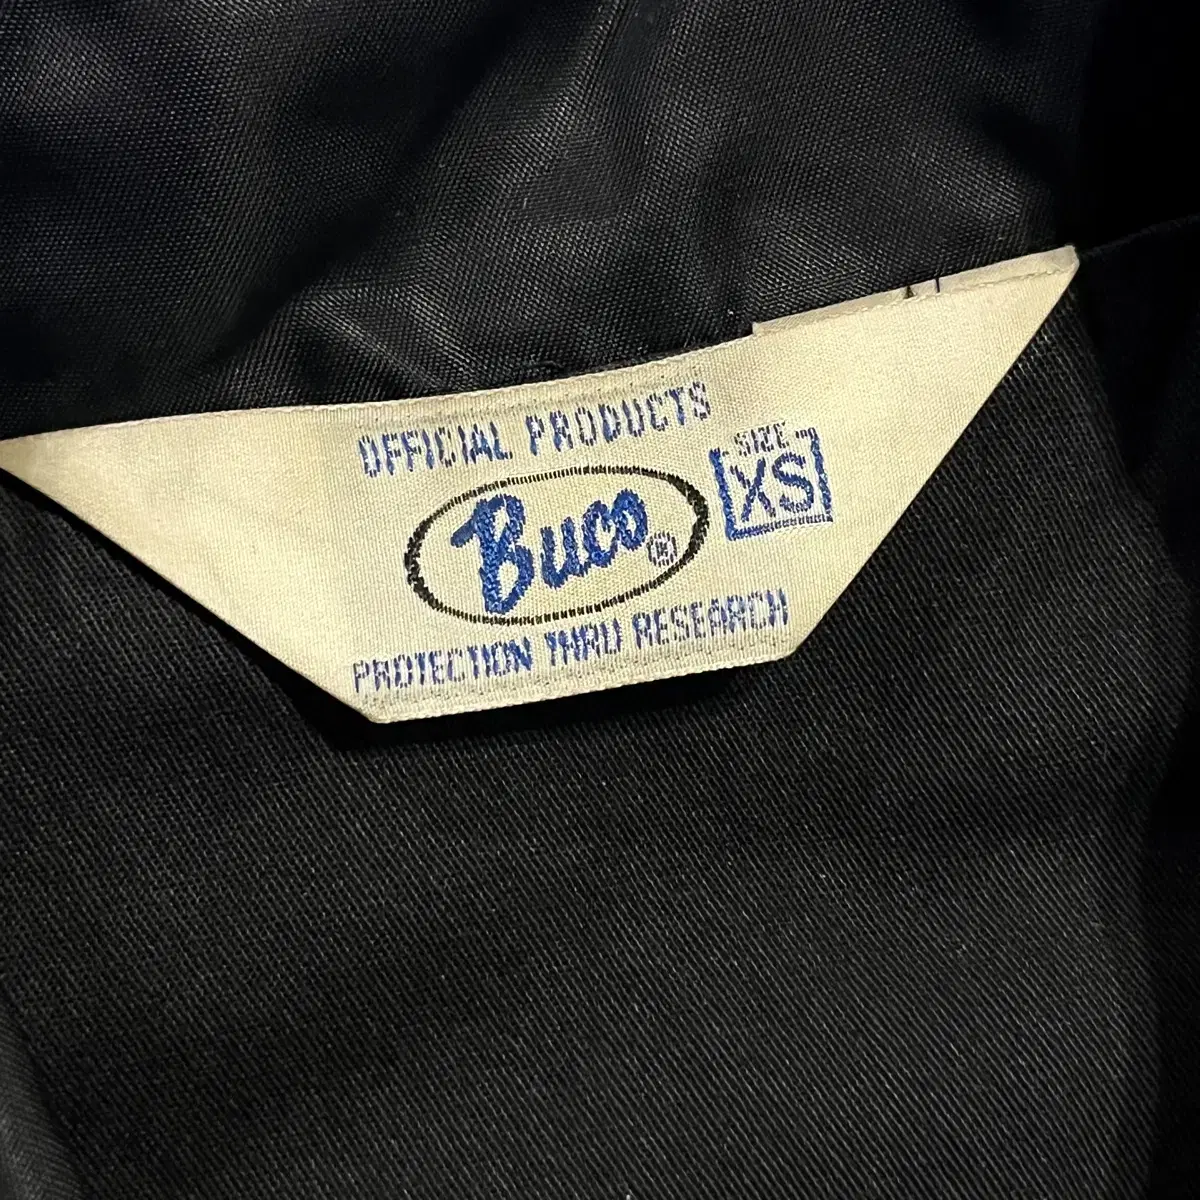 OFFICIAL PRODUCTS
Buco ®
SIZE
XS
PROTECTION THRU RESEARCH